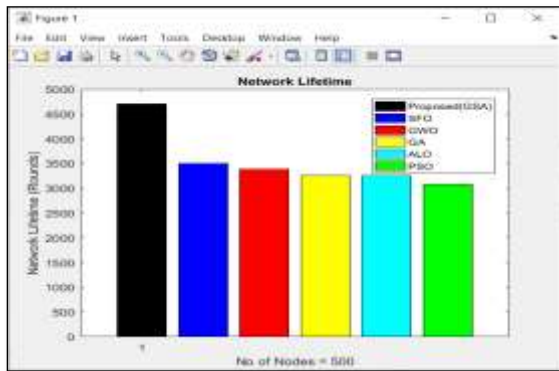 Figure 1
File Edit View Insert Tools Desktop Window Help
Network Lifetime
Network Lifetime (Rounds)
5000
4500
4000
3500
3000
2500
2000
1500
1000
500
0
1
No of Nodes = 500
Proposed(GSA)
SFO
GWO
GA
ALO
PSO